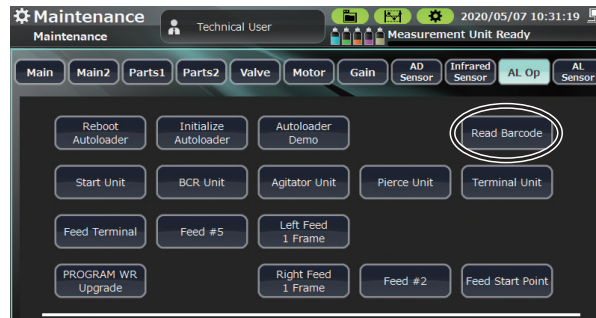 Maintenance
Maintenance
Technical User
2020/05/07 10:31:19
Measurement Unit Ready
Main
Main2
Parts1
Parts2
Valve
Motor
Gain
AD
Sensor
Infrared
Sensor
AL Op
AL
Sensor
Reboot
Autoloader
Initialize
Autoloader
Autoloader
Demo
Read Barcode
Start Unit
BCR Unit
Agitator Unit
Pierce Unit
Terminal Unit
Feed Terminal
Feed #5
Left Feed
1 Frame
PROGRAM WR
Upgrade
Right Feed
1 Frame
Feed #2
Feed Start Point